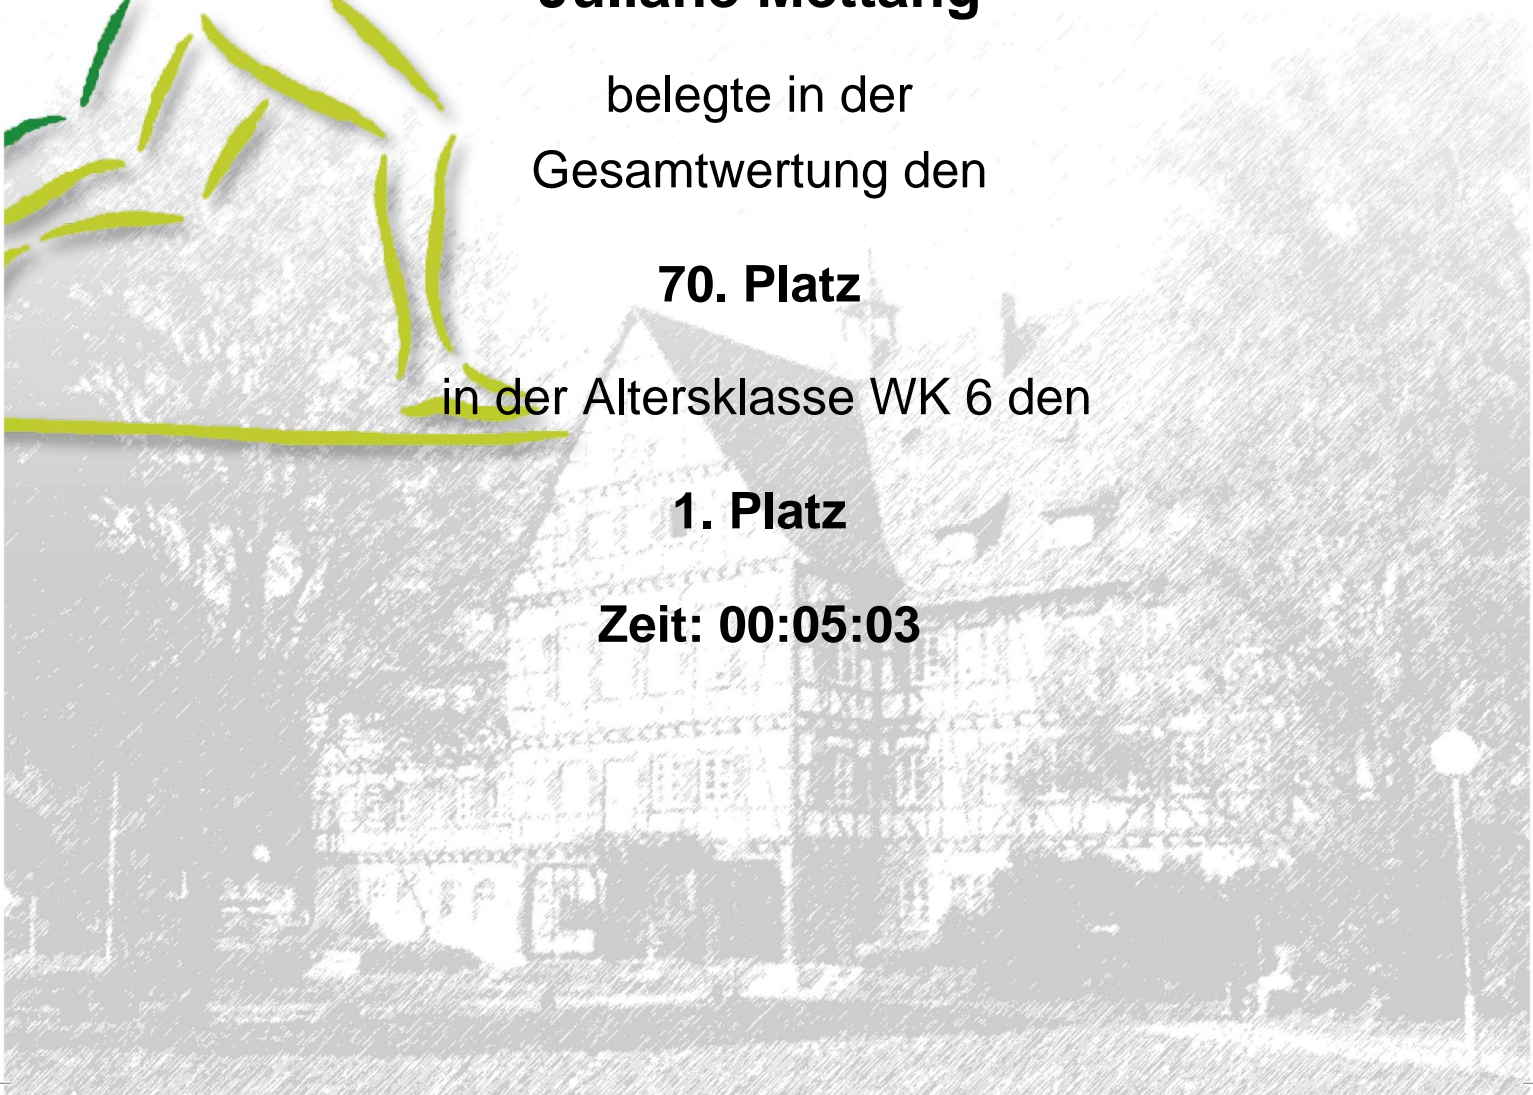 belegte in der
Gesamtwertung den
70. Platz
in der Altersklasse WK 6 den
1. Platz
Zeit: 00:05:03